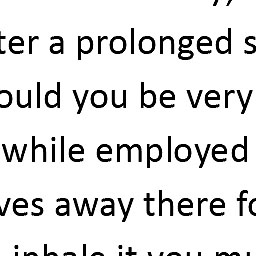 ter a prolonged s
ould you be very
while employed
ves away there fo
inhale it you mu